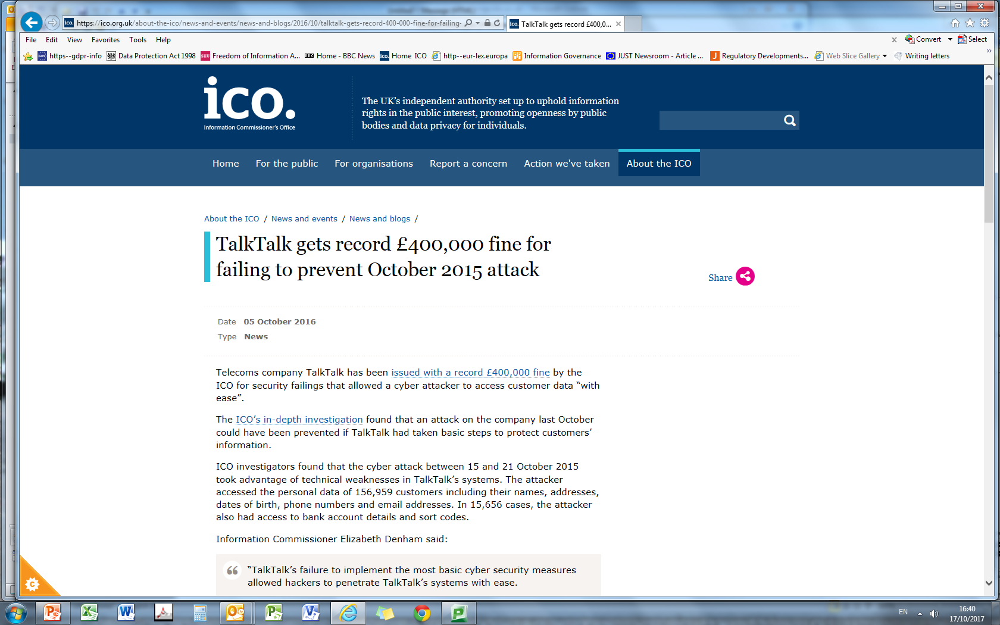 https://ico.org.uk/about-the-ico/news-and-events/news-and-blogs/2016/10/talktalk-gets-record-400-000-fine-for-failing-
TalkTalk gets record £400,0...
File Edit View Favorites Tools Help
Convert Select
https--gdpr-info Data Protection Act 1998 Freedom of Information A... Home - BBC News Home ICO http--eur-lex.europa Information Governance JUST Newsroom - Article ... Regulatory Developments... Web Slice Gallery Writing letters
ico.
Information Commissioner's Office
The UK's independent authority set up to uphold information
rights in the public interest, promoting openness by public
bodies and data privacy for individuals.
Home For the public For organisations Report a concern Action we've taken About the ICO
About the ICO / News and events / News and blogs /
TalkTalk gets record £400,000 fine for
failing to prevent October 2015 attack
Share
Date 05 October 2016
Type News
Telecoms company TalkTalk has been issued with a record £400,000 fine by the
ICO for security failings that allowed a cyber attacker to access customer data “with
ease”.
The ICO’s in-depth investigation found that an attack on the company last October
could have been prevented if TalkTalk had taken basic steps to protect customers’
information.
ICO investigators found that the cyber attack between 15 and 21 October 2015
took advantage of technical weaknesses in TalkTalk’s systems. The attacker
accessed the personal data of 156,959 customers including their names, addresses,
dates of birth, phone numbers and email addresses. In 15,656 cases, the attacker
also had access to bank account details and sort codes.
Information Commissioner Elizabeth Denham said:
“TalkTalk’s failure to implement the most basic cyber security measures
allowed hackers to penetrate TalkTalk’s systems with ease.
EN
16:40
17/10/2017